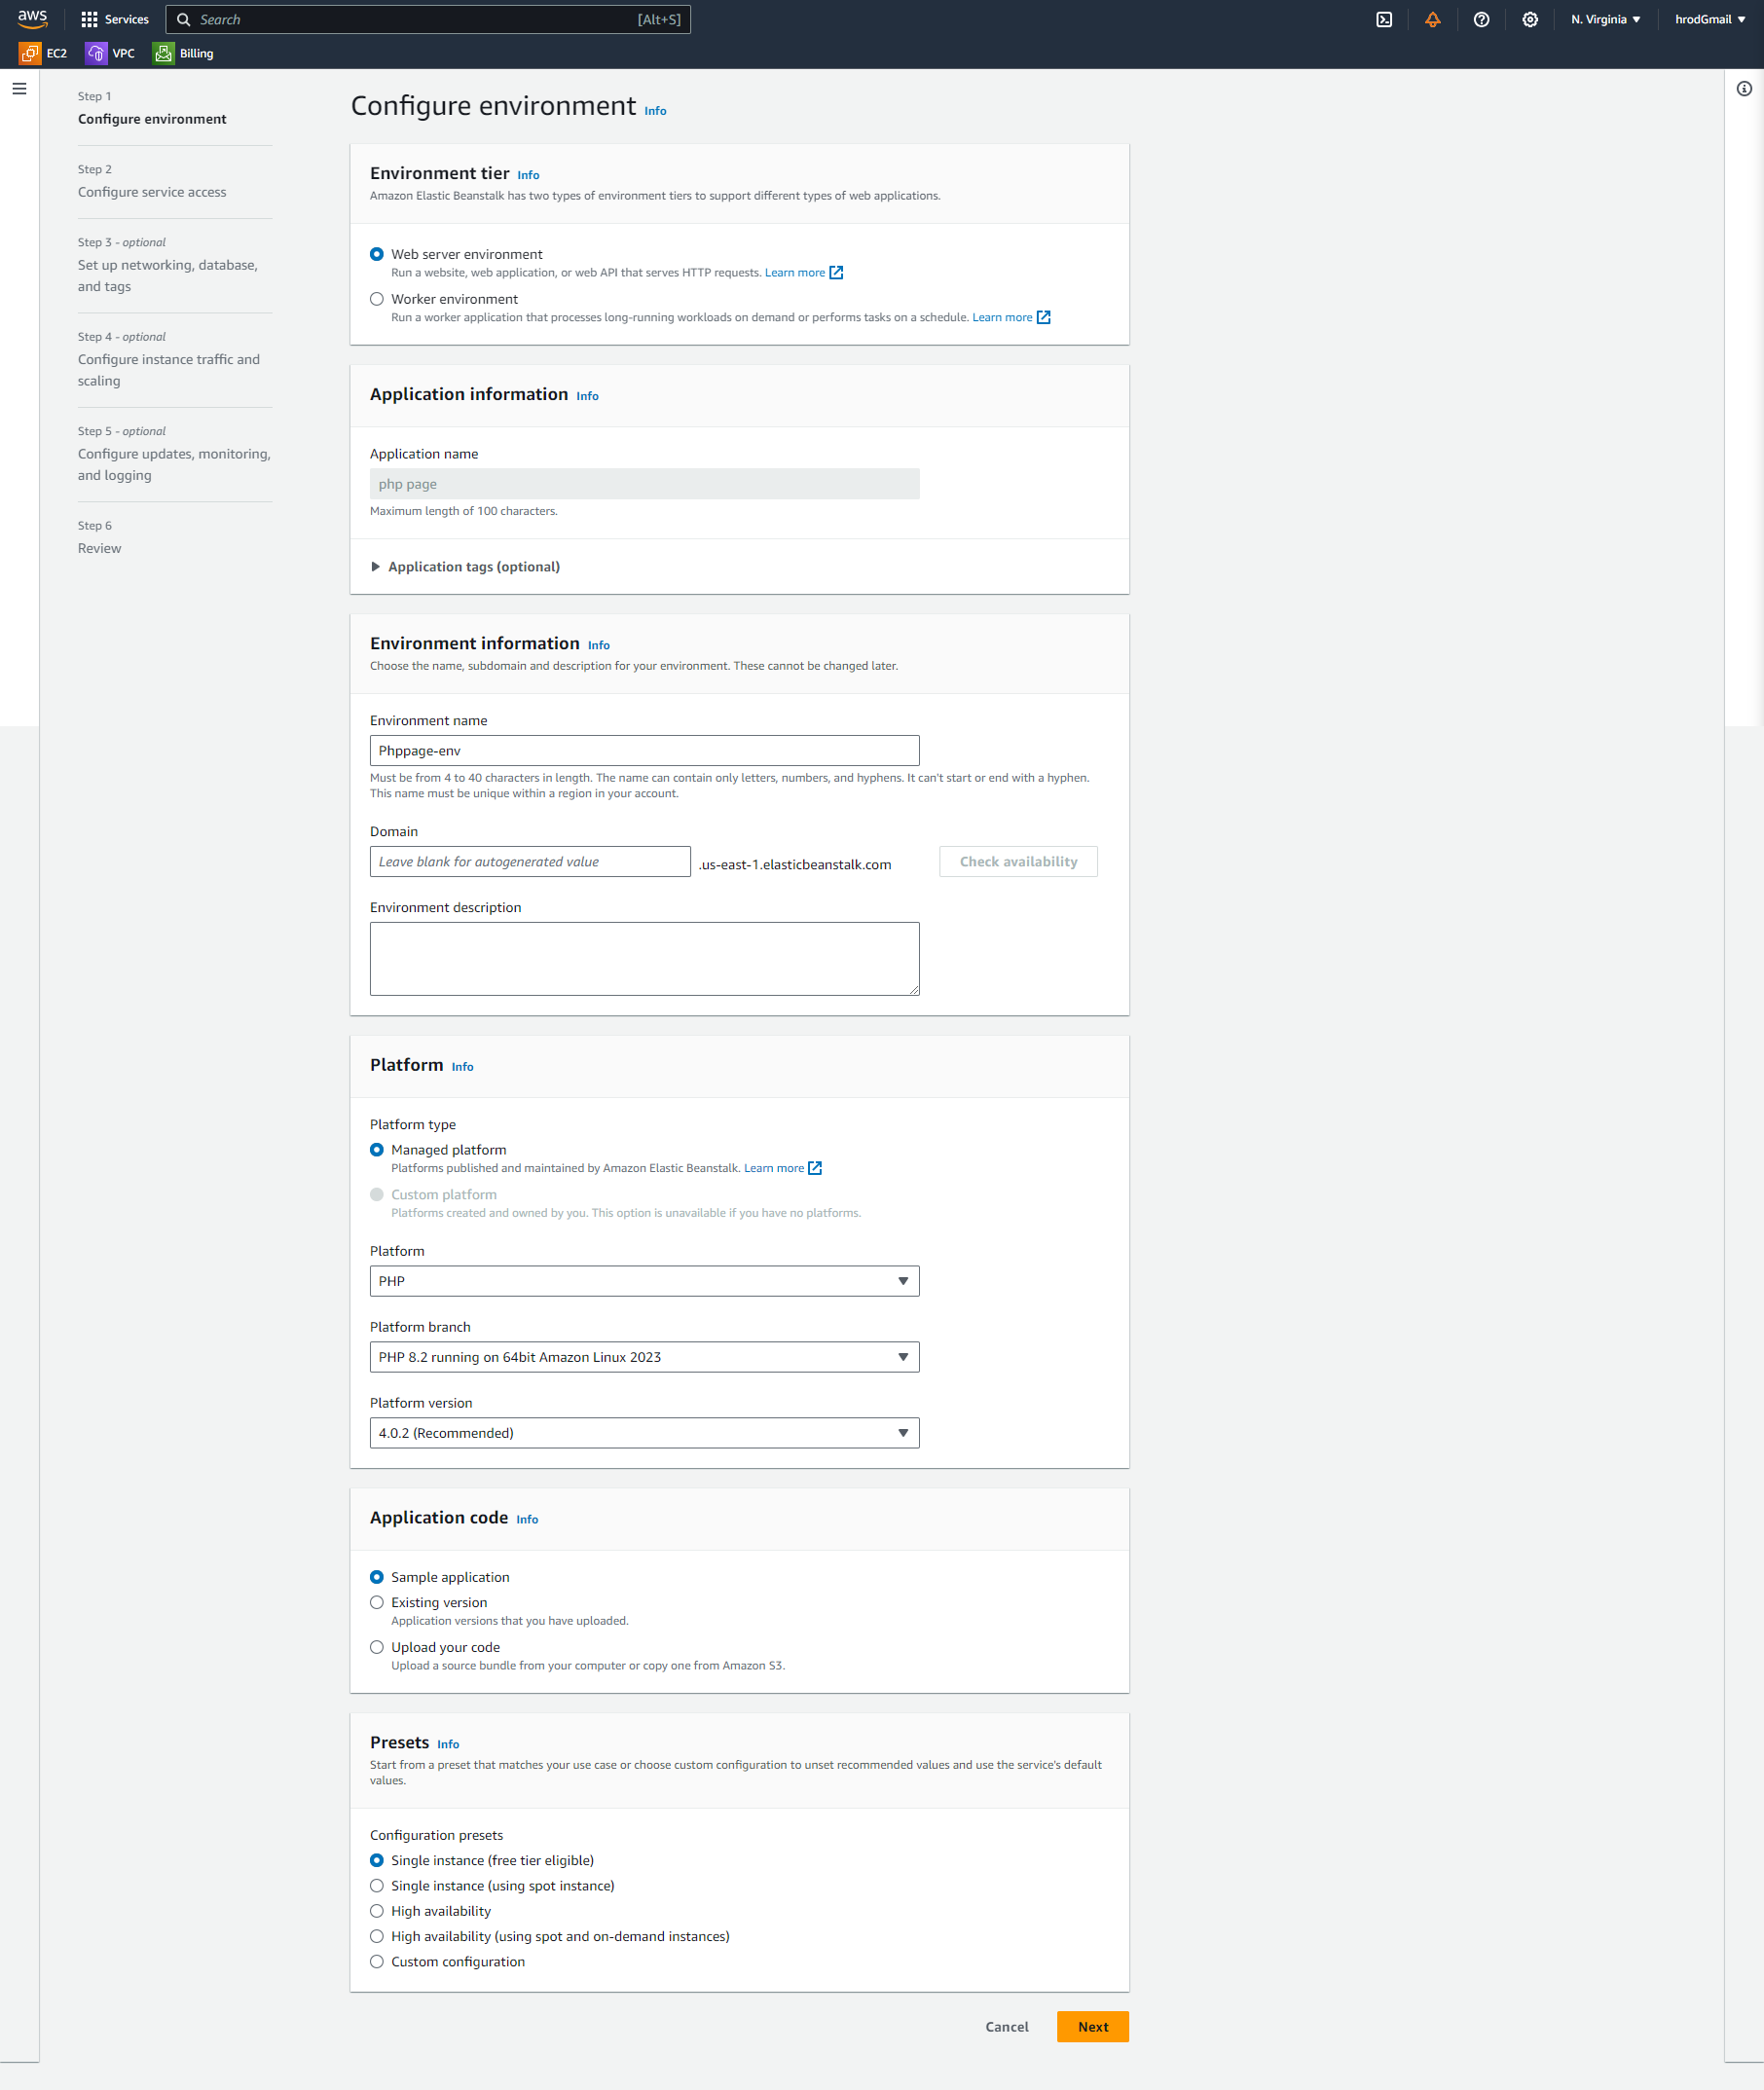 aws
Services
Search
[Alt+S]
N. Virginia
hrodGmail
EC2
VPC
Billing
Step 1
Configure environment
Step 2
Configure service access
Step 3 - optional
Set up networking, database,
and tags
Step 4 - optional
Configure instance traffic and
scaling
Step 5 - optional
Configure updates, monitoring,
and logging
Step 6
Review
Configure environment Info
Environment tier Info
Amazon Elastic Beanstalk has two types of environment tiers to support different types of web applications.
Web server environment
Run a website, web application, or web API that serves HTTP requests. Learn more
Worker environment
Run a worker application that processes long-running workloads on demand or performs tasks on a schedule. Learn more
Application information Info
Application name
php page
Maximum length of 100 characters.
Application tags (optional)
Environment information Info
Choose the name, subdomain and description for your environment. These cannot be changed later.
Environment name
Phppage-env
Must be from 4 to 40 characters in length. The name can contain only letters, numbers, and hyphens. It can't start or end with a hyphen.
This name must be unique within a region in your account.
Domain
Leave blank for autogenerated value
.us-east-1.elasticbeanstalk.com
Check availability
Environment description
Platform Info
Platform type
Managed platform
Platforms published and maintained by Amazon Elastic Beanstalk. Learn more
Custom platform
Platforms created and owned by you. This option is unavailable if you have no platforms.
Platform
PHP
Platform branch
PHP 8.2 running on 64bit Amazon Linux 2023
Platform version
4.0.2 (Recommended)
Application code Info
Sample application
Existing version
Application versions that you have uploaded.
Upload your code
Upload a source bundle from your computer or copy one from Amazon S3.
Presets Info
Start from a preset that matches your use case or choose custom configuration to unset recommended values and use the service's default
values.
Configuration presets
Single instance (free tier eligible)
Single instance (using spot instance)
High availability
High availability (using spot and on-demand instances)
Custom configuration
Cancel
Next